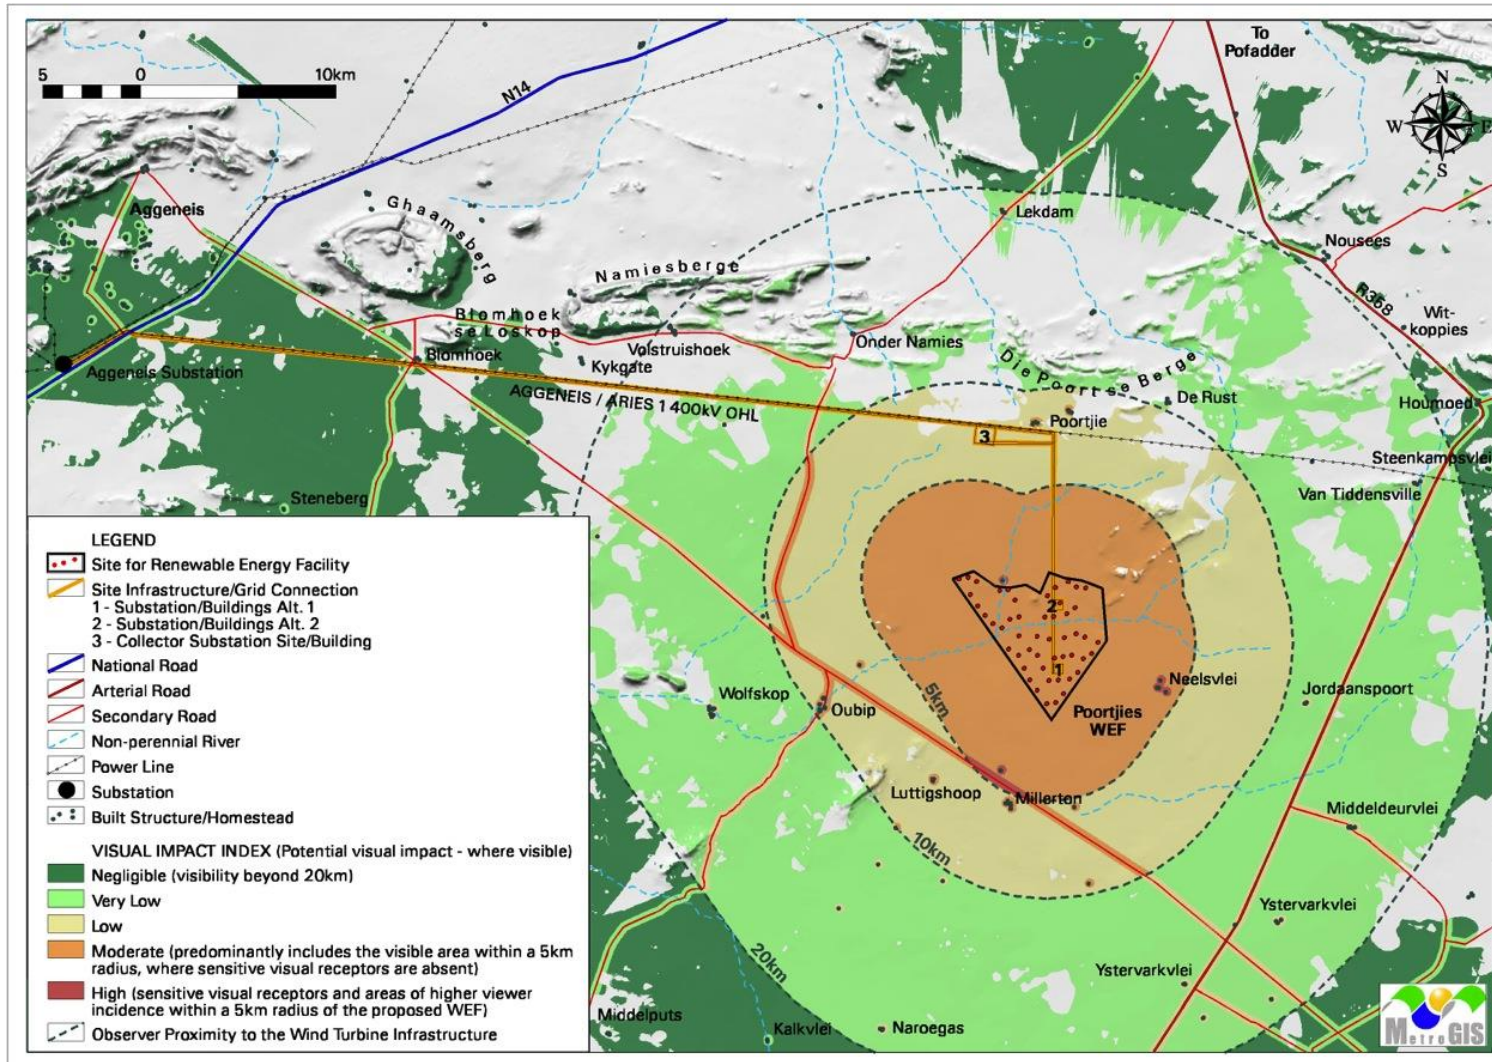 To
Pofadder
5 0 10km
N14
N
W E
S
Aggeneis
Ghaamsberg
Lekdam
Nousees
Namiesberge
R358
Wit-
koppies
Blomhoek
se Loskop
Blomhoek
Volstruishoek
Kykgate
Onder Namies
Die Poort se Berge
De Rust
Houmoed
Aggeneis Substation
AGGENEIS / ARIES 1 400kV OHL
Poortjie
3
Steenkampsvlei
Van Tiddensville
Steneberg
2
1
Neelsvlei
Poortjies
WEF
Jordaanspoort
Wolfskop
Oubip
5km
Luttigshoop
Millerton
Middeldeurvlei
10km
Ystervarkvlei
20km
Ystervarkvlei
Middelputs
Kalkvlei
Naroegas
LEGEND
Site for Renewable Energy Facility
Site Infrastructure/Grid Connection
1 - Substation/Buildings Alt. 1
2 - Substation/Buildings Alt. 2
3 - Collector Substation Site/Building
National Road
Arterial Road
Secondary Road
Non-perennial River
Power Line
Substation
Built Structure/Homestead
VISUAL IMPACT INDEX (Potential visual impact - where visible)
Negligible (visibility beyond 20km)
Very Low
Low
Moderate (predominantly includes the visible area within a 5km
radius, where sensitive visual receptors are absent)
High (sensitive visual receptors and areas of higher viewer
incidence within a 5km radius of the proposed WEF)
Observer Proximity to the Wind Turbine Infrastructure
MetroGIS